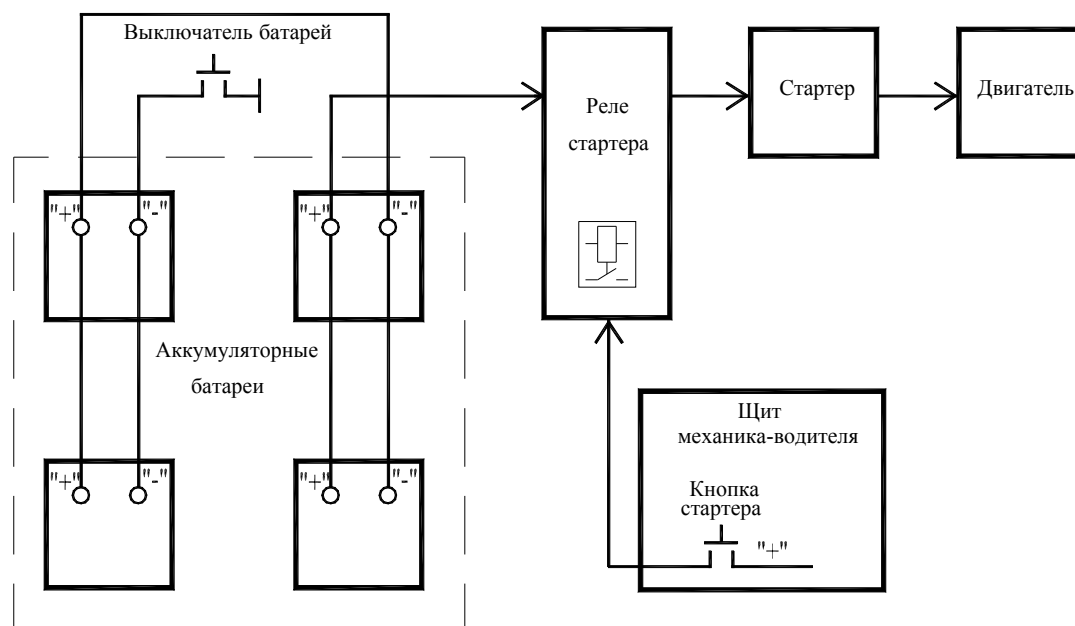 Выключатель батарей
Реле
стартера
Стартер
Двигатель
"+" "-"
"+" "-"
Аккумуляторные
батареи
"+" "-"
"+" "-"
Щит
механика-водителя
Кнопка
стартера
"+"